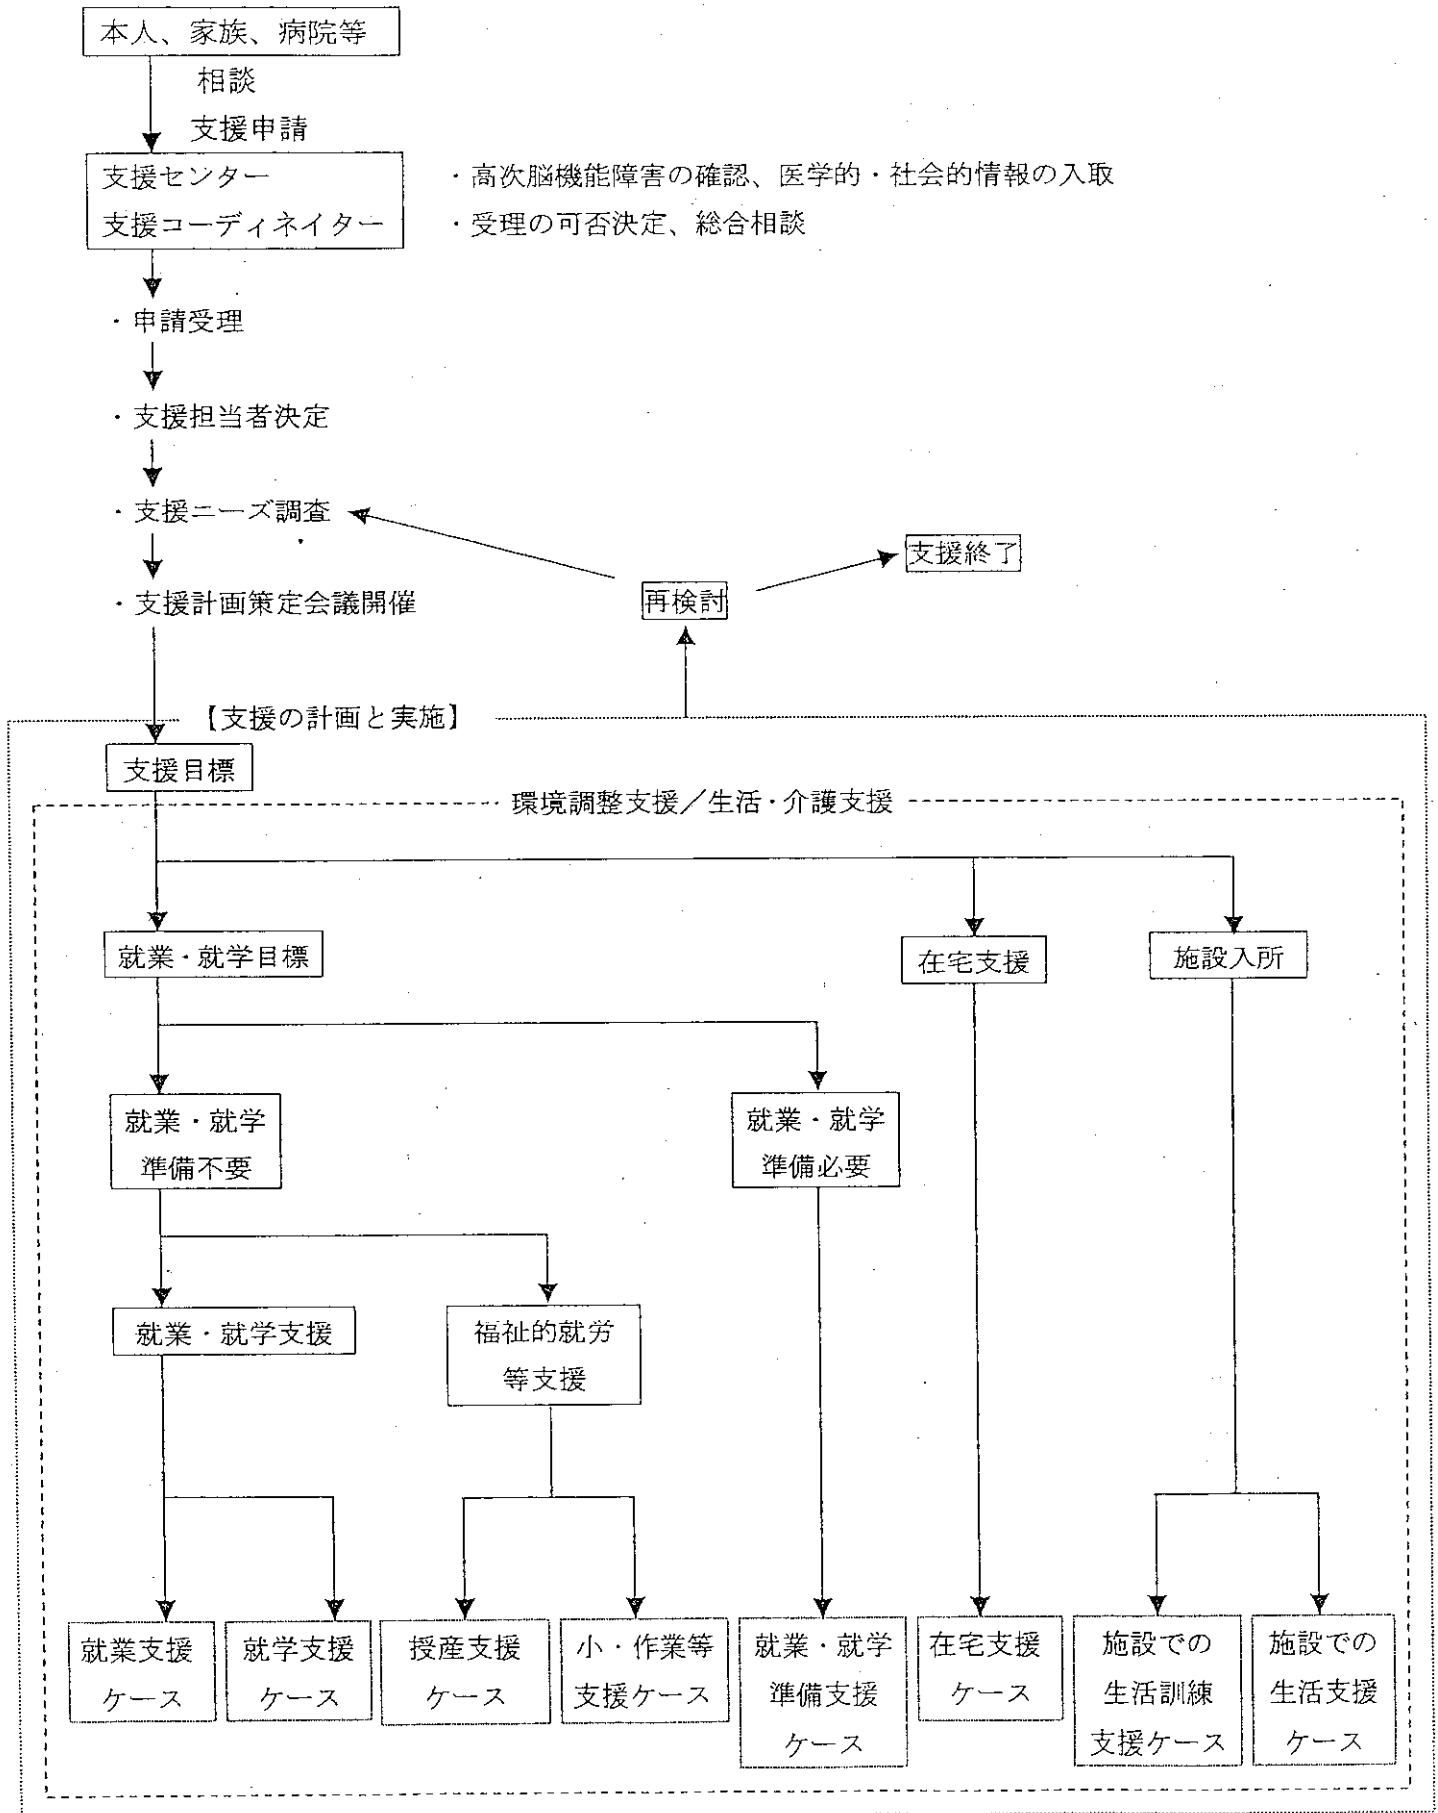 本人、家族、病院等
相談
支援申請
支援センター
支援コーディネイター
・高次脳機能障害の確認、医学的・社会的情報の入取
・受理の可否決定、総合相談
・申請受理
・支援担当者決定
・支援ニーズ調査
支援終了
再検討
・支援計画策定会議開催
【支援の計画と実施】
支援目標
環境調整支援／生活・介護支援
就業・就学目標
在宅支援
施設入所
就業・就学
準備不要
就業・就学
準備必要
就業・就学支援
福祉的就労
等支援
就業支援
ケース
就学支援
ケース
授産支援
ケース
小・作業等
支援ケース
就業・就学
準備支援
ケース
在宅支援
ケース
施設での
生活訓練
支援ケース
施設での
生活支援
ケース